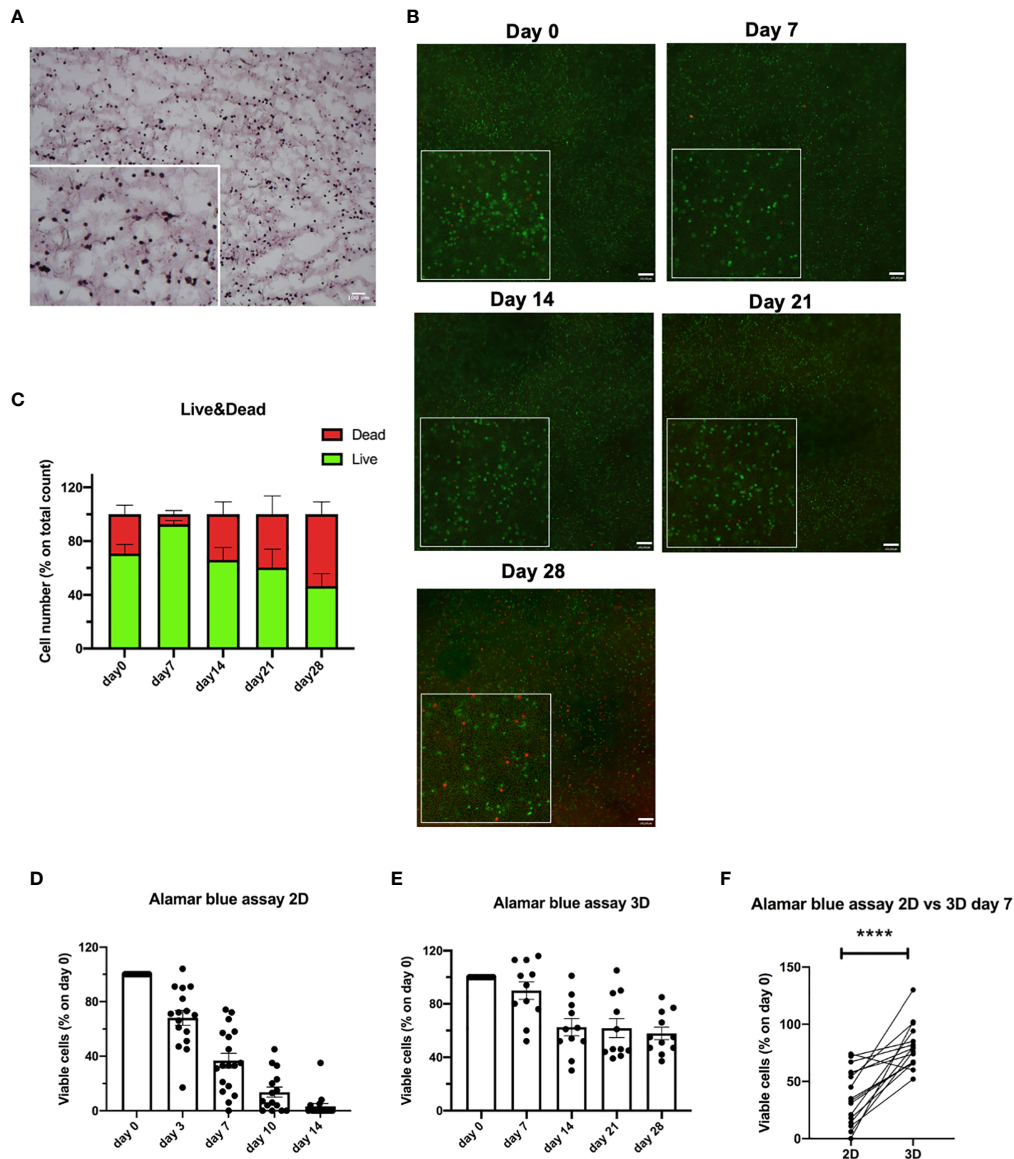 A
100 µm
B
Day 0
Day 7
Day 14
Day 21
Day 28
C
Live&Dead
Dead
Live
Cell number (% on total count)
120
80
40
0
day0
day7
day14
day21
day28
D
Alamar blue assay 2D
Viable cells (% on day 0)
120
80
40
0
day 0
day 3
day 7
day 10
day 14
E
Alamar blue assay 3D
Viable cells (% on day 0)
120
80
40
0
day 0
day 7
day 14
day 21
day 28
F
Alamar blue assay 2D vs 3D day 7
****
Viable cells (% on day 0)
150
100
50
0
2D
3D